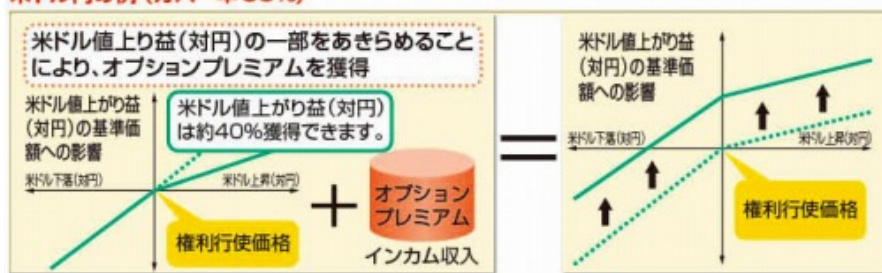 米ドル値上り益(対円)の一部をあきらめること
により、オプションプレミアムを獲得
米ドル値上がり益
(対円)の基準価
額への影響
米ドル値上がり益(対円)
は約40%獲得できます。
米ドル下落(対円)
米ドル上昇(対円)
権利行使価格
+
オプション
プレミアム
インカム収入
=
米ドル値上がり益
(対円)の基準価
額への影響
米ドル下落(対円)
米ドル上昇(対円)
権利行使価格